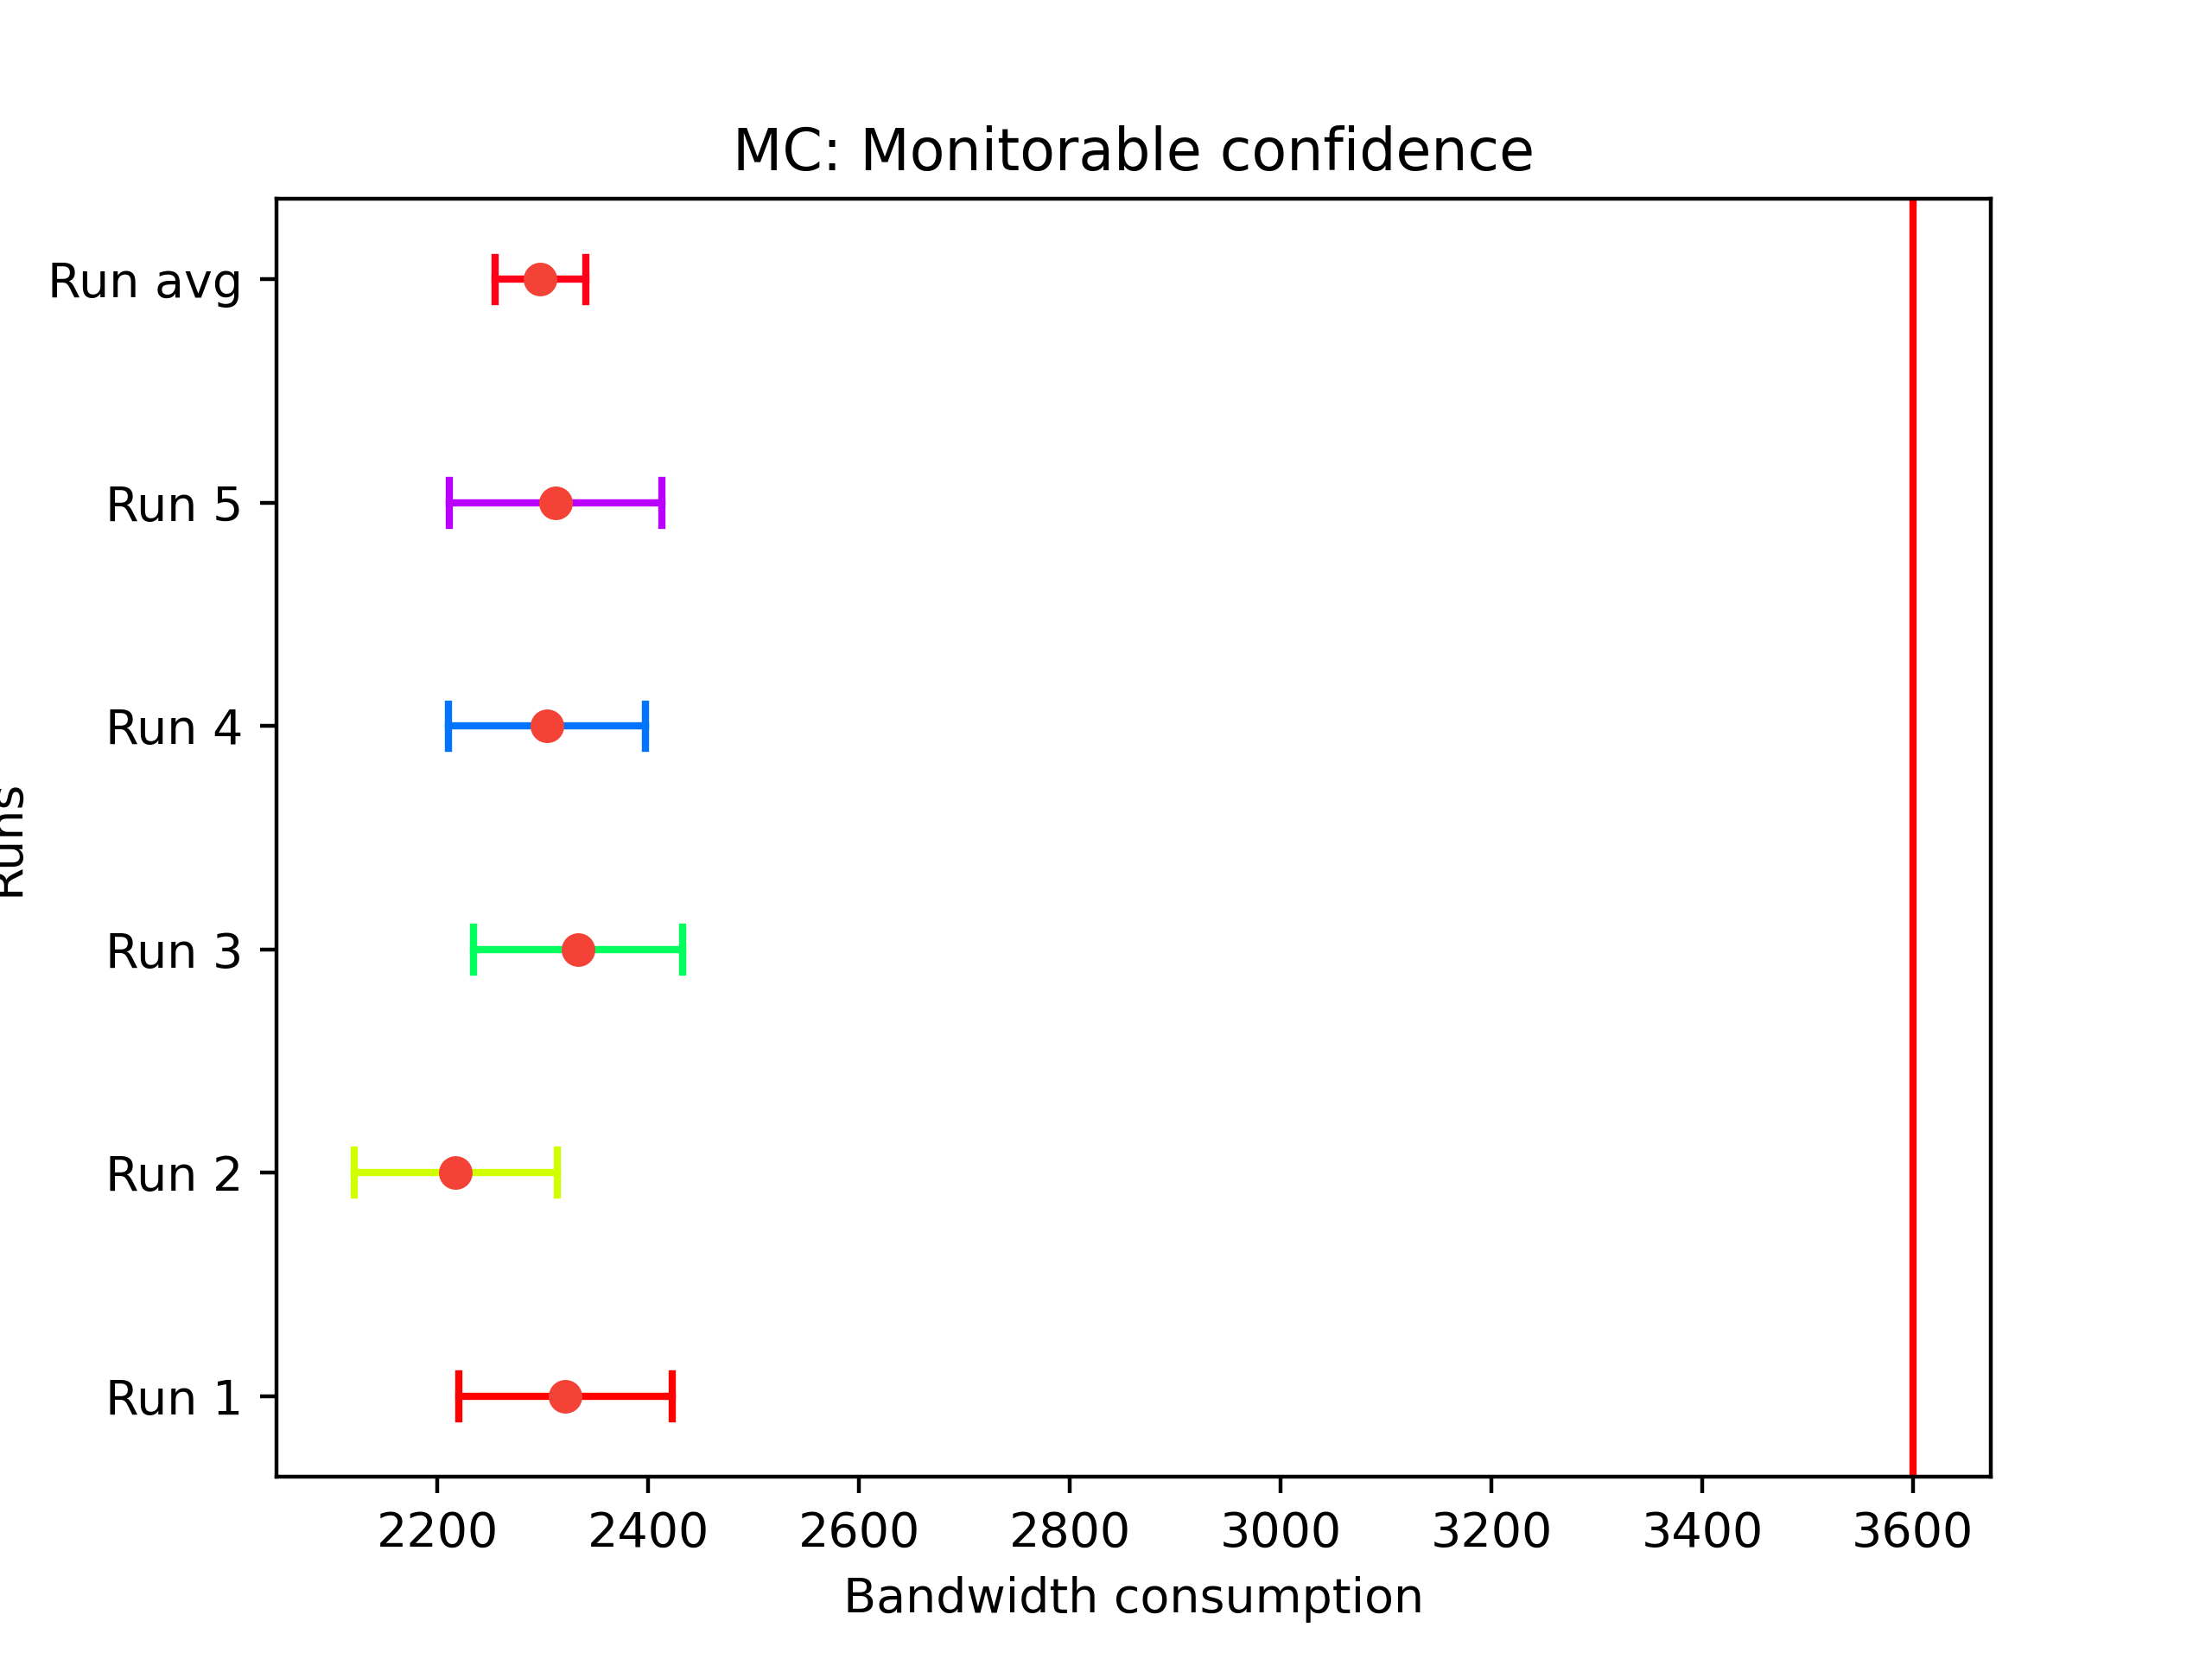 MC: Monitorable confidence
Run avg
Run 5
Run 4
Run 3
Run 2
Run 1
Runs
2200 2400 2600 2800 3000 3200 3400 3600
Bandwidth consumption